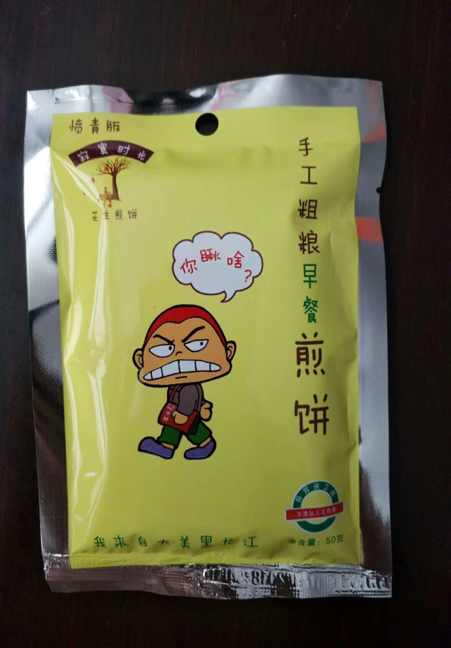 愤青版
寂寞时光
花生煎饼
手工粗粮早餐煎饼
你瞅啥?
不添加人工色素
我来自大美黑龙江
净含量：50克